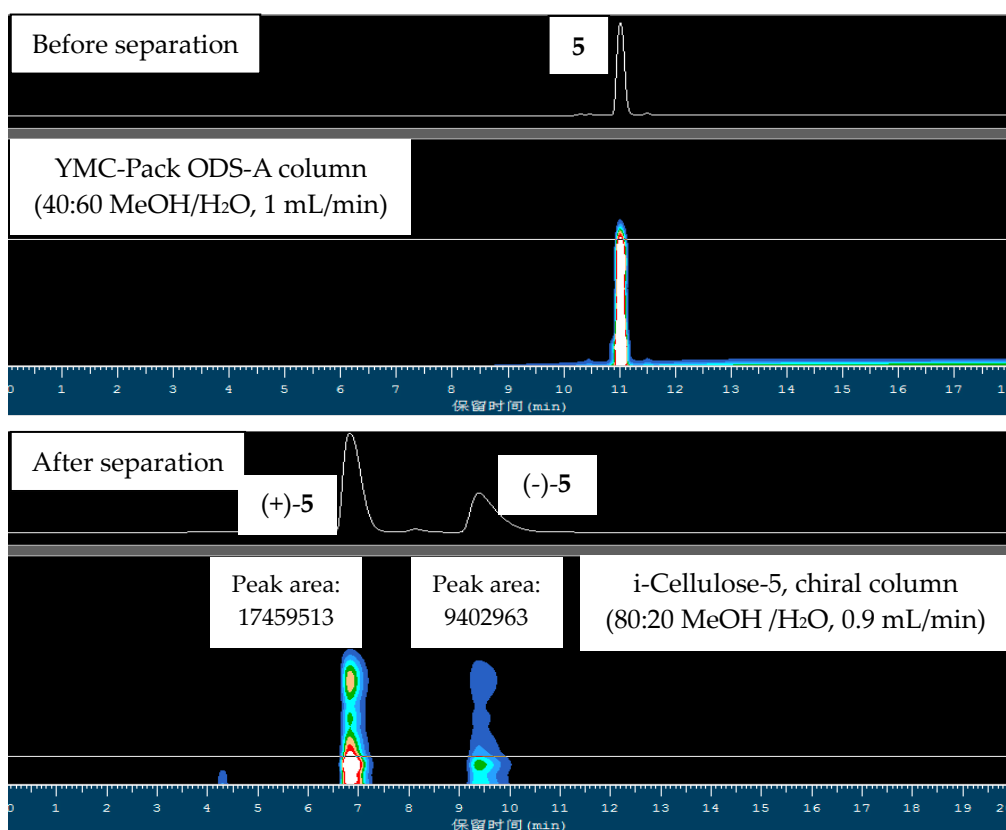 Before separation
5
YMC-Pack ODS-A column
(40:60 MeOH/H₂O, 1 mL/min)
0 1 2 3 4 5 6 7 8 9 10 11 12 13 14 15 16 17
保留时间(min)
After separation
(+)-5
(-)-5
Peak area:
17459513
Peak area:
9402963
i-Cellulose-5, chiral column
(80:20 MeOH /H₂O, 0.9 mL/min)
0 1 2 3 4 5 6 7 8 9 10 11 12 13 14 15 16 17 18 19
保留时间(min)